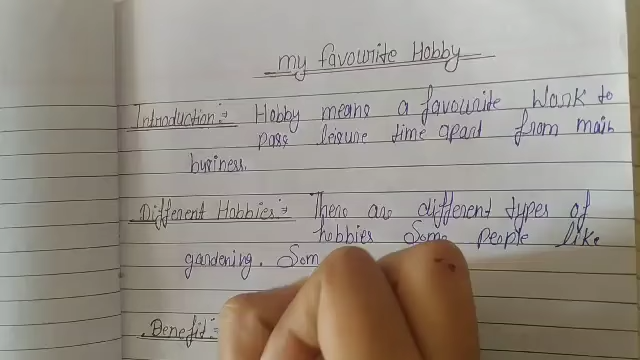 my favourite Hobby
Introduction:- Hobby means a favourite Work to
pass leisure time apart from main
business.
Different Hobbies:- There are different types of
hobbies Some people like
gardening. Som
Benefit:-